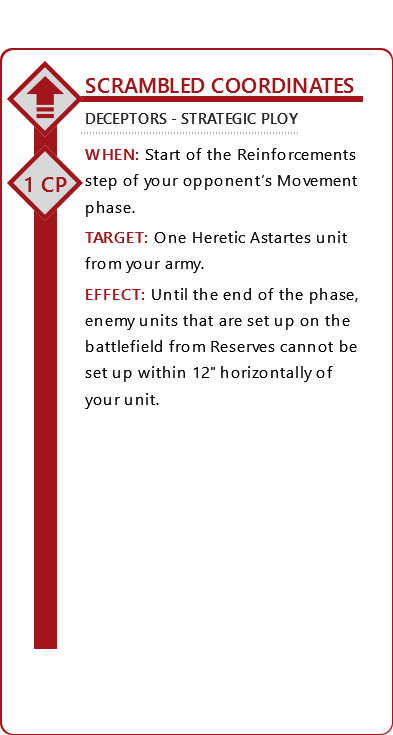 SCRAMBLED COORDINATES
DECEPTORS - STRATEGIC PLOY
1 CP
WHEN: Start of the Reinforcements
step of your opponent’s Movement
phase.
TARGET: One Heretic Astartes unit
from your army.
EFFECT: Until the end of the phase,
enemy units that are set up on the
battlefield from Reserves cannot be
set up within 12" horizontally of
your unit.